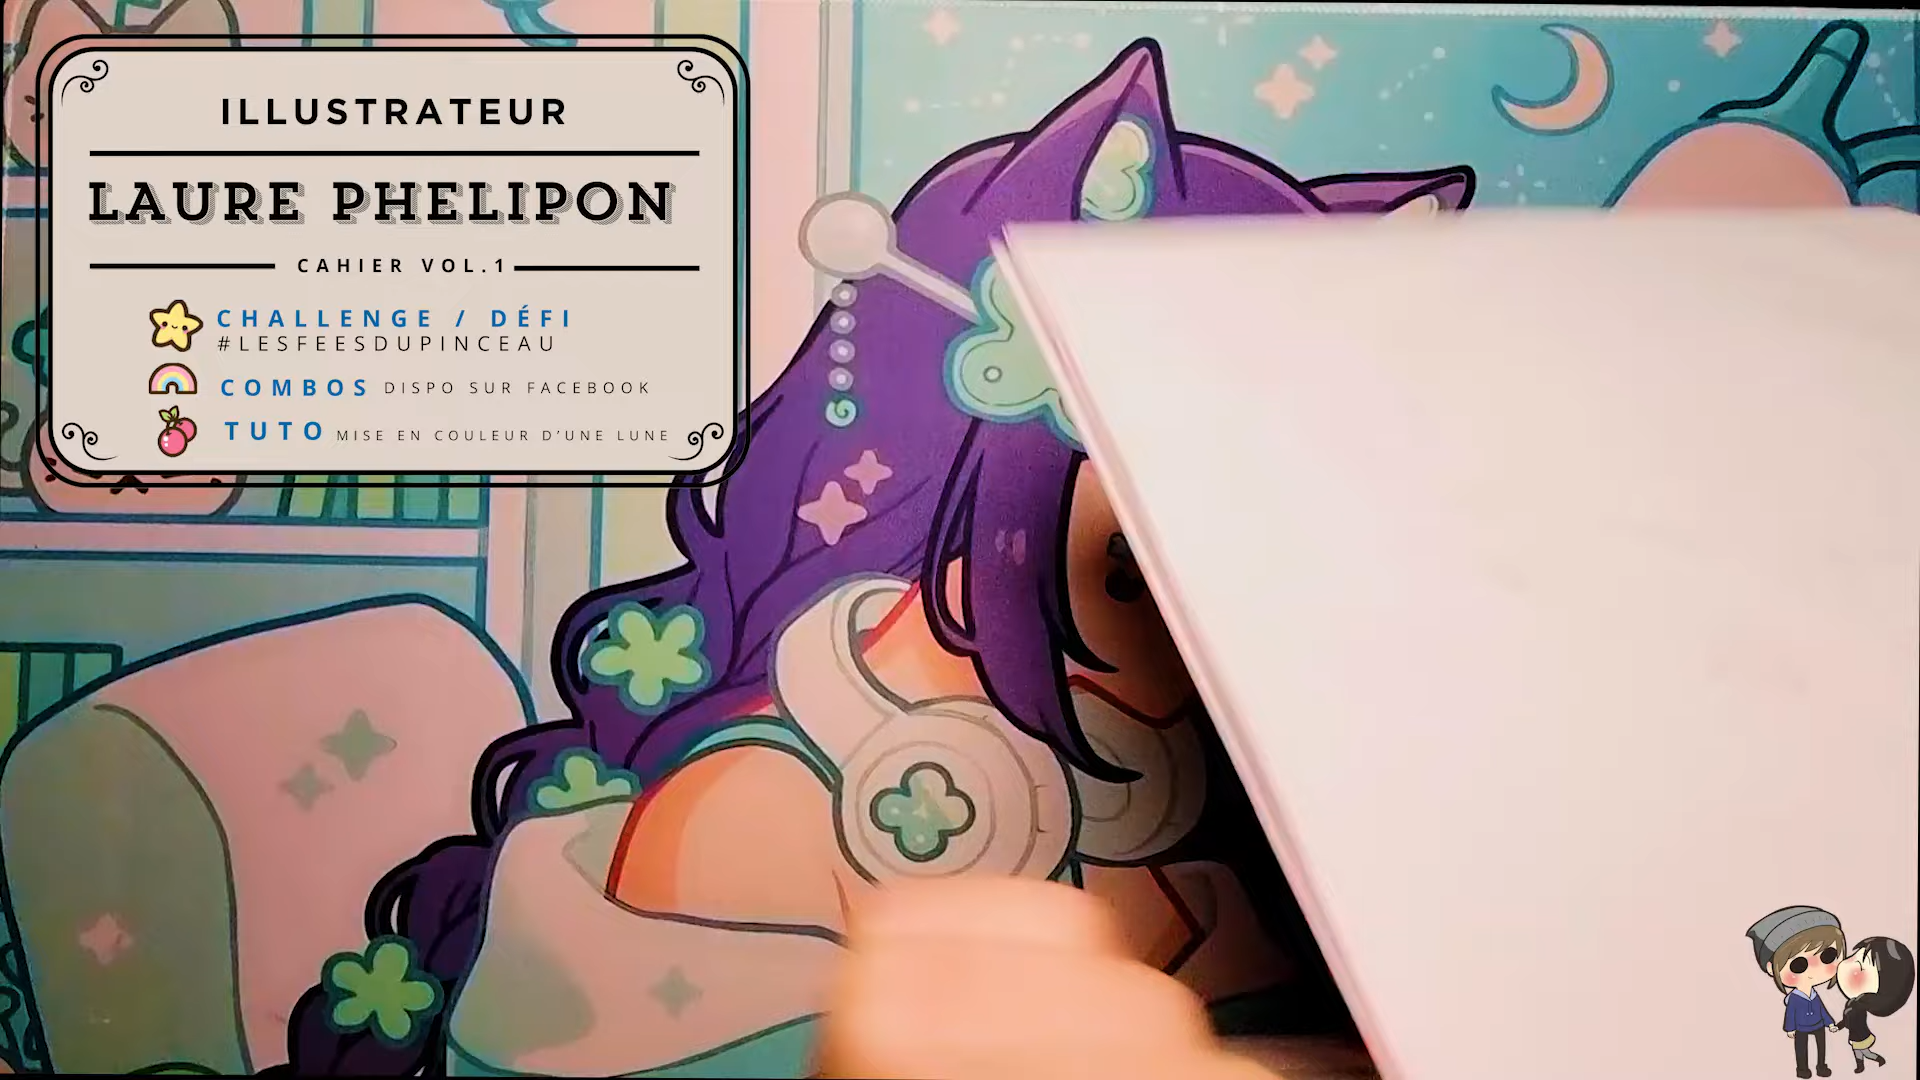 ILLUSTRATEUR
LAURE PHELIPON
CAHIER VOL.1
CHALLENGE / DÉFI
#LESFEESDUPINCEAU
COMBOS DISPO SUR FACEBOOK
TUTO MISE EN COULEUR D'UNE LUNE